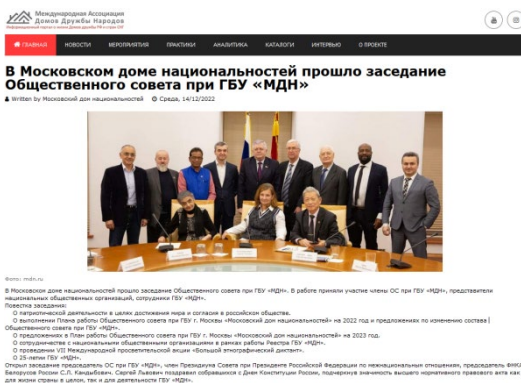 Международная Ассоциация
Домов Дружбы Народов
ГЛАВНАЯ НОВОСТИ МЕРОПРИЯТИЯ ПРАКТИКИ АНАЛИТИКА КАТАЛОГИ ИНТЕРВЬЮ О ПРОЕКТЕ
В Московском доме национальностей прошло заседание
Общественного совета при ГБУ «МДН»
Written by Московский дом национальностей Среда, 14/12/2022
Фото: mdn.ru
В Московском доме национальностей прошло заседание Общественного совета при ГБУ «МДН». В работе приняли участие члены ОС при ГБУ «МДН», представители
национальных общественных организаций, сотрудники ГБУ «МДН».
Повестка заседания:
О патриотической деятельности в целях достижения мира и согласия в российском обществе.
О выполнении Плана работы Общественного совета при ГБУ г. Москвы «Московский дом национальностей» на 2022 год и предложениях по изменению состава
Общественного совета при ГБУ «МДН».
О предложениях в План работы Общественного совета при ГБУ г. Москвы «Московский дом национальностей» на 2023 год.
О сотрудничестве с национальными общественными организациями в рамках работы Реестра ГБУ «МДН».
О проведении VII Международной просветительской акции «Большой этнографический диктант».
О 25-летии ГБУ «МДН».
Открыл заседание председатель ОС при ГБУ «МДН», член Президиума Совета при Президенте Российской Федерации по межнациональным отношениям, председатель ФНКА
Белорусов России С.Л. Кандыбович. Сергей Львович поздравил собравшихся с Днем Конституции России, подчеркнув значимость высшего нормативного правового акта как
для жизни страны в целом, так и для деятельности ГБУ «МДН».